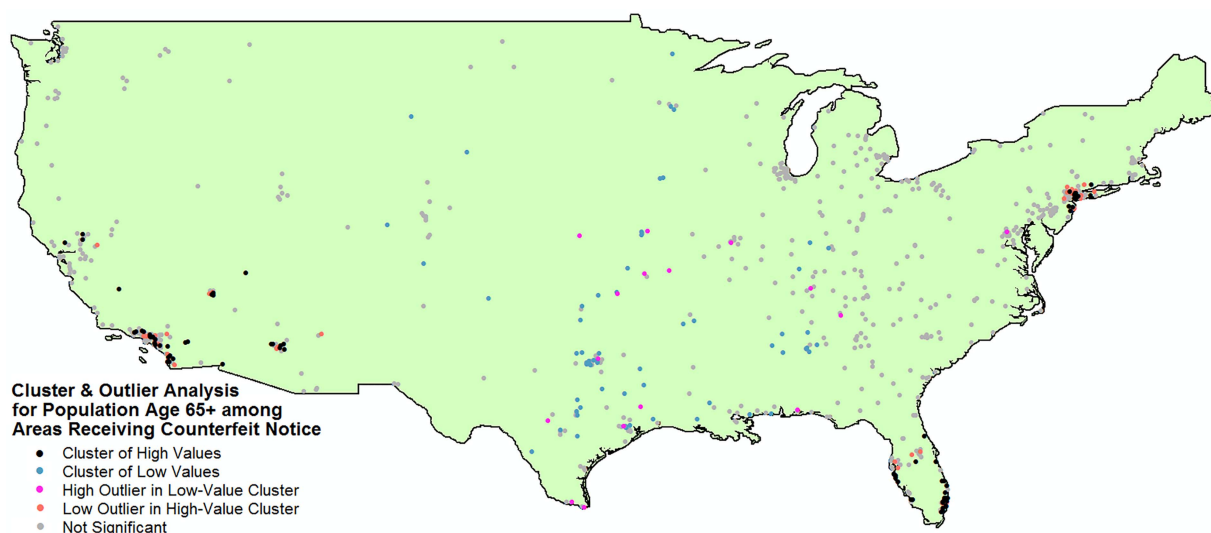 Cluster & Outlier Analysis
for Population Age 65+ among
Areas Receiving Counterfeit Notice
Cluster of High Values
Cluster of Low Values
High Outlier in Low-Value Cluster
Low Outlier in High-Value Cluster
Not Significant